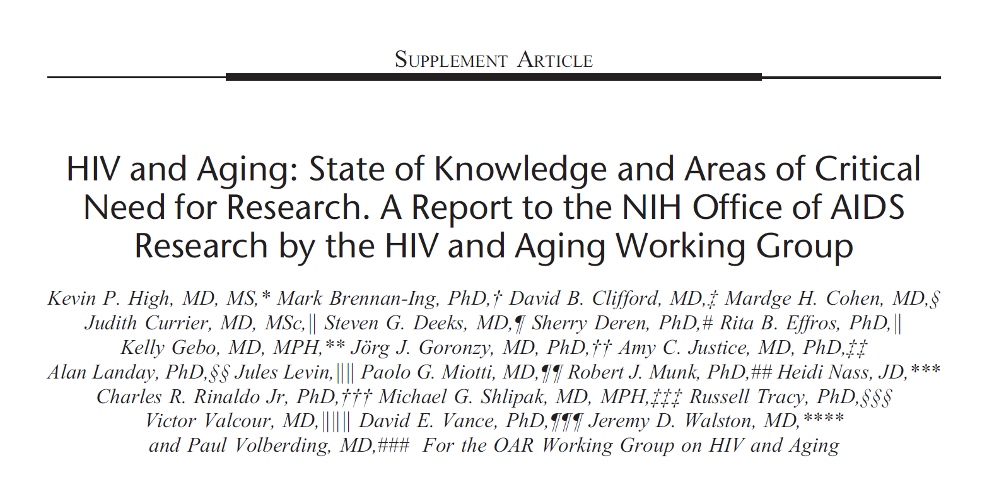 SUPPLEMENT ARTICLE
HIV and Aging: State of Knowledge and Areas of Critical
Need for Research. A Report to the NIH Office of AIDS
Research by the HIV and Aging Working Group
Kevin P. High, MD, MS,* Mark Brennan-Ing, PhD,† David B. Clifford, MD,‡ Mardge H. Cohen, MD,§
Judith Currier, MD, MSc,‖ Steven G. Deeks, MD,¶ Sherry Deren, PhD,# Rita B. Effros, PhD,‖
Kelly Gebo, MD, MPH,** Jörg J. Goronzy, MD, PhD,†† Amy C. Justice, MD, PhD,‡‡
Alan Landay, PhD,§§ Jules Levin,‖‖ Paolo G. Miotti, MD,¶¶ Robert J. Munk, PhD,## Heidi Nass, JD,***
Charles R. Rinaldo Jr, PhD,††† Michael G. Shlipak, MD, MPH,‡‡‡ Russell Tracy, PhD,§§§
Victor Valcour, MD,‖‖‖ David E. Vance, PhD,¶¶¶ Jeremy D. Walston, MD,****
and Paul Volberding, MD,### For the OAR Working Group on HIV and Aging